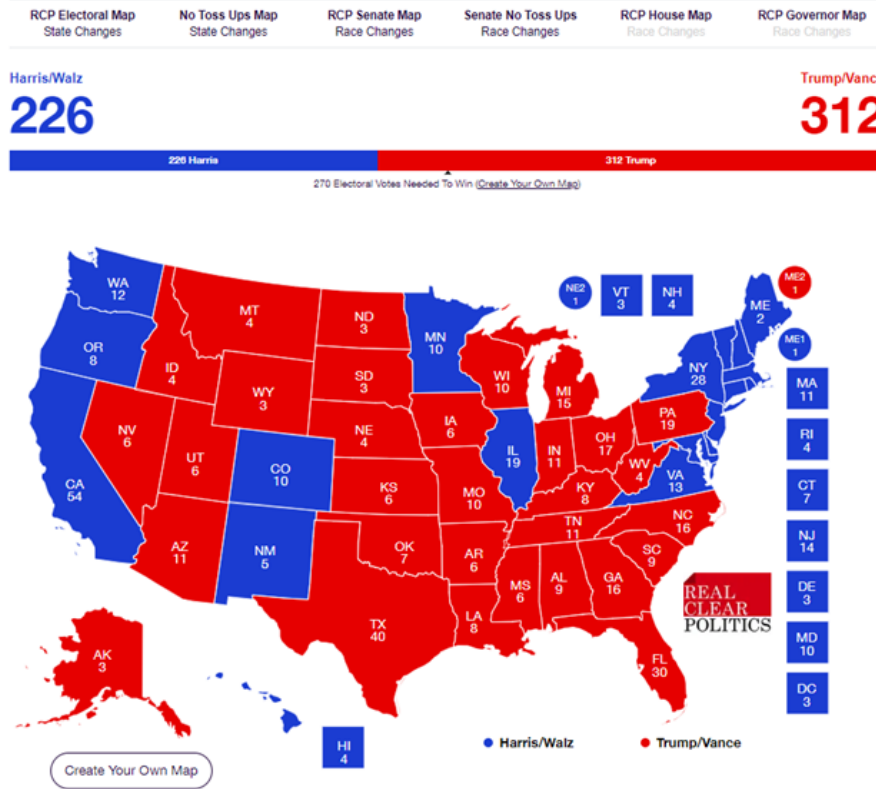 RCP Electoral Map
State Changes
No Toss Ups Map
State Changes
RCP Senate Map
Race Changes
Senate No Toss Ups
Race Changes
RCP House Map
Race Changes
RCP Governor Map
Race Changes
Harris/Walz
Trump/Vanc
226
312
226 Harris
312 Trump
270 Electoral Votes Needed To Win (Create Your Own Map)
WA
12
OR
8
CA
54
NV
6
ID
4
MT
4
WY
3
UT
6
AZ
11
CO
10
NM
5
ND
3
SD
3
NE
4
KS
6
OK
7
TX
40
MN
10
IA
6
MO
10
AR
6
LA
8
WI
10
IL
19
MI
15
IN
11
OH
17
KY
8
TN
11
MS
6
AL
9
GA
16
FL
30
SC
9
NC
16
VA
13
WV
4
PA
19
NY
28
ME
2
NE2
1
VT
3
NH
4
ME2
1
ME1
1
MA
11
RI
4
CT
7
NJ
14
DE
3
MD
10
DC
3
REAL
CLEAR
POLITICS
AK
3
HI
4
Harris/Walz
Trump/Vance
Create Your Own Map